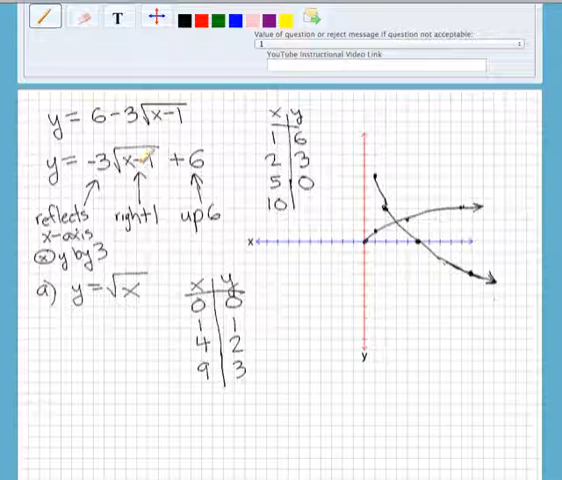 T
Value of question or reject message if question not acceptable:
1
YouTube Instructional Video Link
y = 6 - 3√x-1
y = -3√x-1 + 6
reflects x-axis
right 1
up 6
ⓧ y by 3
a) y = √x
x y
0 0
1 1
4 2
9 3
x y
1 6
2 3
5 0
10
x
y